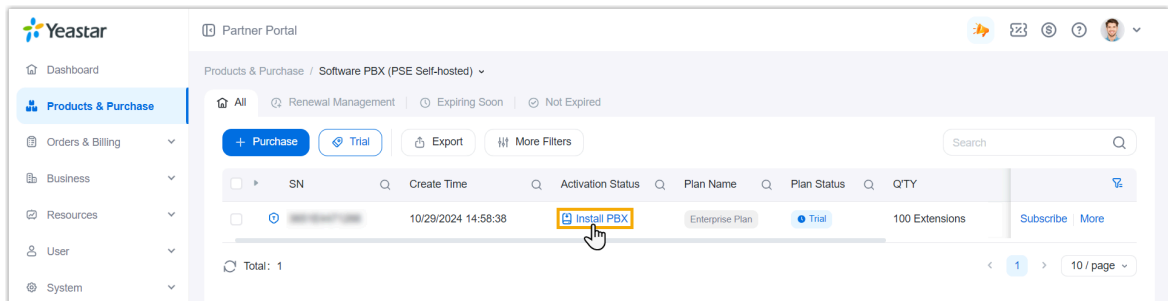 Yeastar
Partner Portal
Dashboard
Products & Purchase / Software PBX (PSE Self-hosted)
Products & Purchase
All Renewal Management Expiring Soon Not Expired
Orders & Billing
+ Purchase Trial Export More Filters Search
Business
SN Create Time Activation Status Plan Name Plan Status Q'TY
Resources
10/29/2024 14:58:38 Install PBX Enterprise Plan Trial 100 Extensions Subscribe More
User
Total: 1 < 1 > 10 / page
System